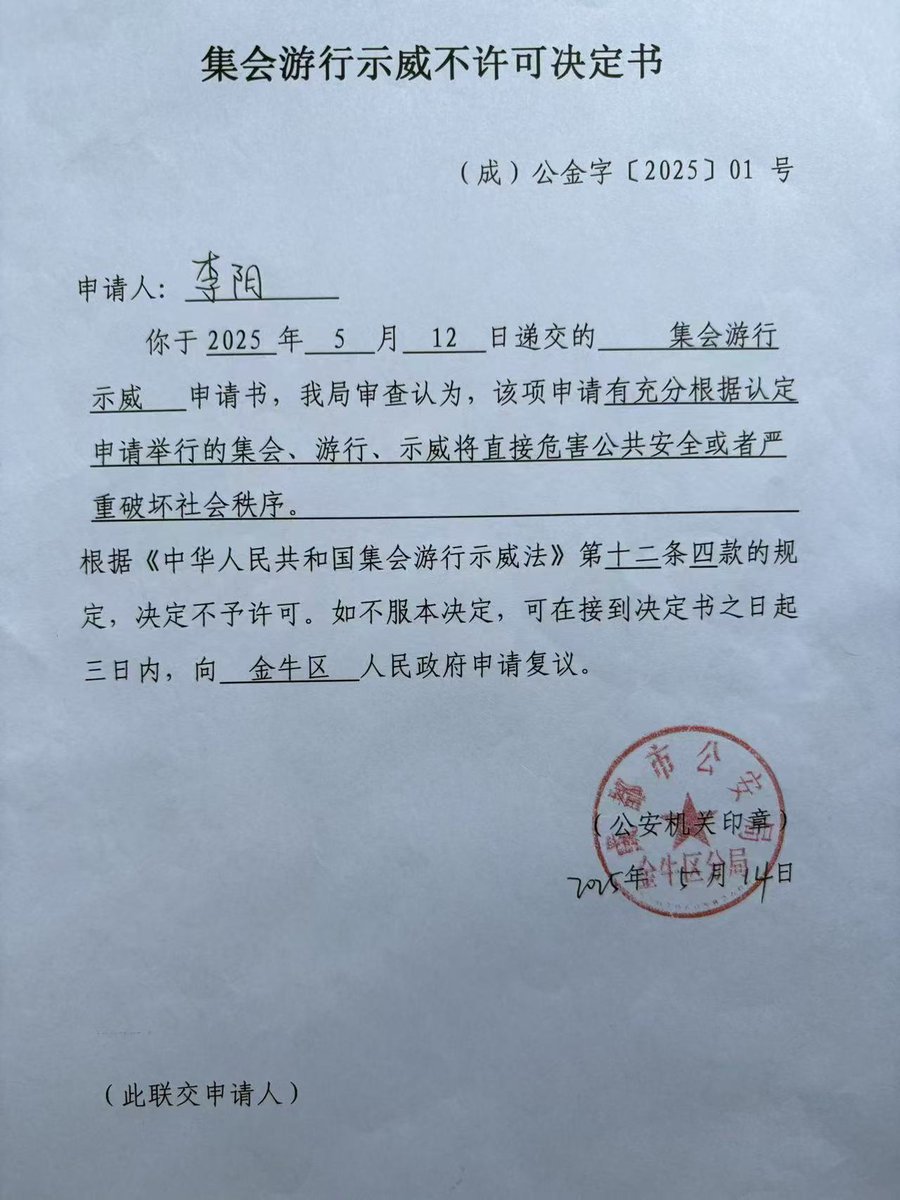 集会游行示威不许可决定书
（成）公金字〔2025〕01 号
申请人：李阳
你于 2025 年 5 月 12 日递交的 集会游行
示威 申请书，我局审查认为，该项申请有充分根据认定
申请举行的集会、游行、示威将直接危害公共安全或者严
重破坏社会秩序。
根据《中华人民共和国集会游行示威法》第十二条四款的规
定，决定不予许可。如不服本决定，可在接到决定书之日起
三日内，向 金牛区 人民政府申请复议。
成都市公安局
（公安机关印章）
金牛区分局
2025年 5月 14日
（此联交申请人）